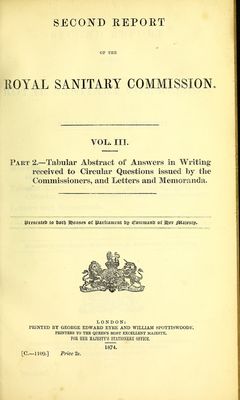 SECOND REPORT
OF THE
ROYAL SANITARY COMMISSION.
VOL. III.
PART 2.—Tabular Abstract of Answers in Writing
received to Circular Questions issued by the
Commissioners, and Letters and Memoranda.
Presented to both Houses of Parliament by Command of Her Majesty.
LONDON:
PRINTED BY GEORGE EDWARD EYRE AND WILLIAM SPOTTISWOODE,
PRINTERS TO THE QUEEN'S MOST EXCELLENT MAJESTY.
FOR HER MAJESTY'S STATIONERY OFFICE.
1874.
[C.—1109.] Price 2s.